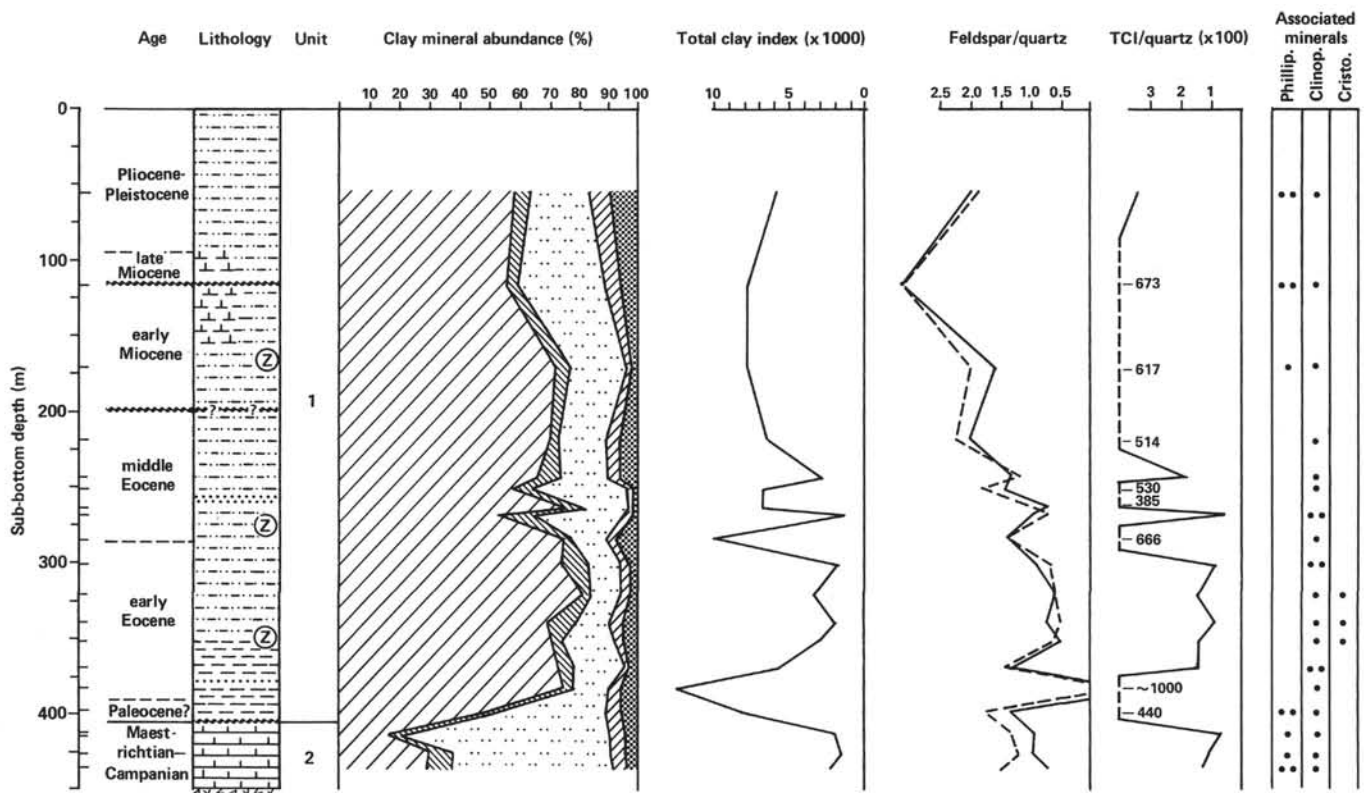 Age
Lithology
Unit
Clay mineral abundance (%)
Total clay index (x 1000)
Feldspar/quartz
TCI/quartz (x100)
Associated
minerals
Phillip.
Clinop.
Cristo.
10 20 30 40 50 60 70 80 90 100
10 5 0
2.5 2.0 1.5 1.0 0.5
3 2 1
Sub-bottom depth (m)
0
100
200
300
400
Pliocene-
Pleistocene
late
Miocene
early
Miocene
middle
Eocene
early
Eocene
Paleocene?
Maest-
richtian—
Campanian
Z
? ?
Z
Z
1
2
673
617
514
530
385
666
~1000
440